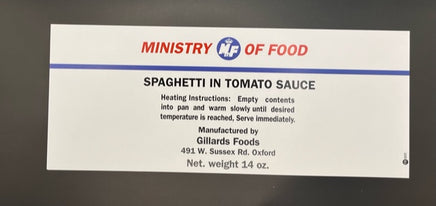 MINISTRY MF OF FOOD
SPAGHETTI IN TOMATO SAUCE
Heating Instructions: Empty contents
into pan and warm slowly until desired
temperature is reached, Serve immediately.
Manufactured by
Gillards Foods
491 W. Sussex Rd. Oxford
Net. weight 14 oz.